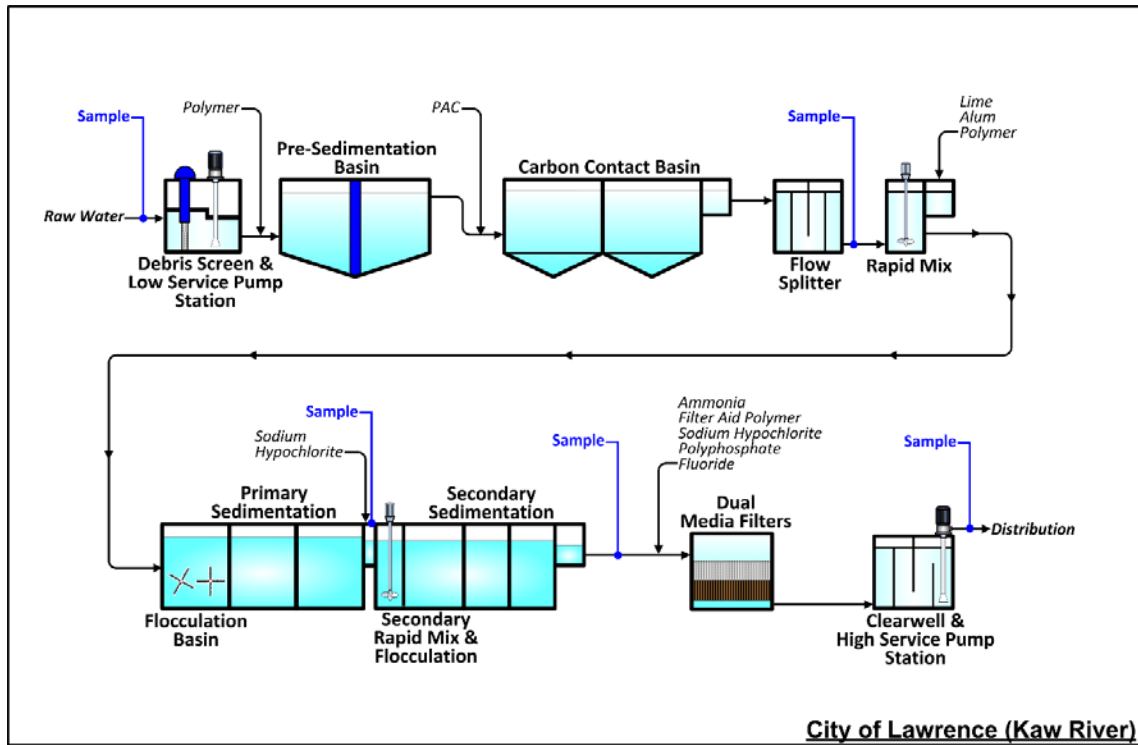 Sample
Polymer
PAC
Sample
Lime
Alum
Polymer
Pre-Sedimentation
Basin
Carbon Contact Basin
Raw Water
Debris Screen &
Low Service Pump
Station
Flow
Splitter
Rapid Mix
Sample
Sodium
Hypochlorite
Sample
Ammonia
Filter Aid Polymer
Sodium Hypochlorite
Polyphosphate
Fluoride
Sample
Primary
Sedimentation
Secondary
Sedimentation
Dual
Media Filters
Distribution
Flocculation
Basin
Secondary
Rapid Mix &
Flocculation
Clearwell &
High Service Pump
Station
City of Lawrence (Kaw River)